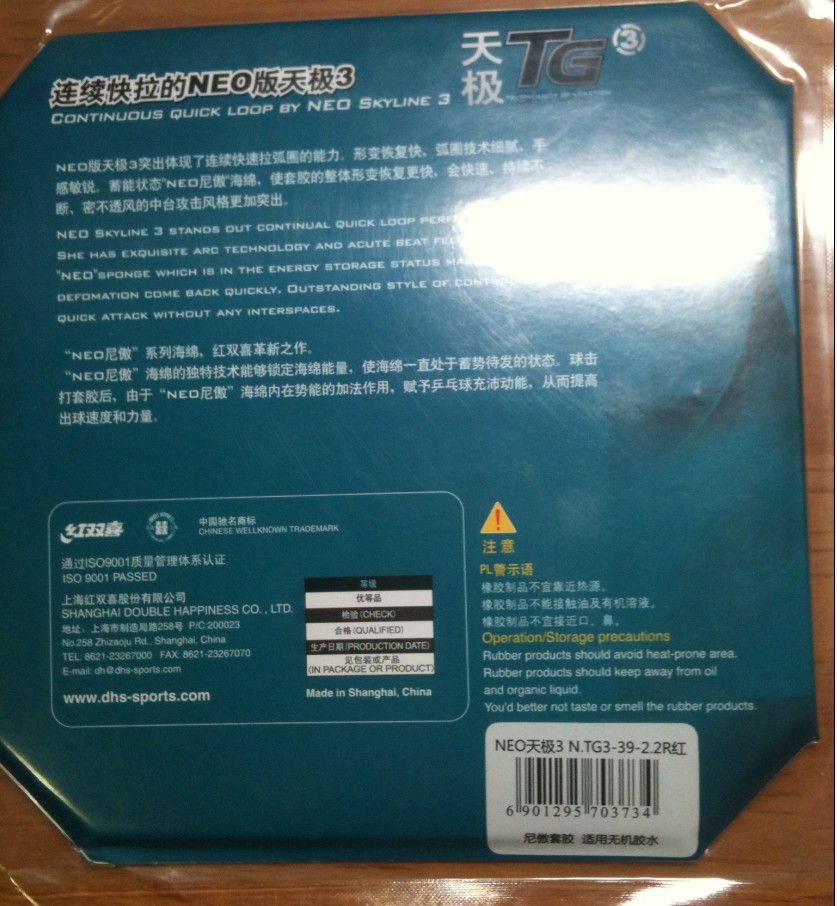 天极 TG 3
连续快拉的NEO版天极3
CONTINUOUS QUICK LOOP BY NEO SKYLINE 3
NEO版天极3突出体现了连续快速拉弧圈的能力。形变恢复快、弧圈技术细腻、手
感敏锐。蓄能状态"NEO尼傲"海绵，使套胶的整体形变恢复更快，会快速、持续不
断、密不透风的中台攻击风格更加突出。
NEO SKYLINE 3 STANDS OUT CONTINUAL QUICK LOOP
SHE HAS EXQUISITE ARC TECHNOLOGY AND ACUTE BEAT
"NEO"SPONGE WHICH IS IN THE ENERGY STORAGE STATUS
DEFOMATION COME BACK QUICKLY. OUTSTANDING STYLE OF
QUICK ATTACK WITHOUT ANY INTERSPACES.
“NEO尼傲”系列海绵、红双喜革新之作。
“NEO尼傲”海绵的独特技术能够锁定海绵能量，使海绵一直处于蓄势待发的状态。球击
打套胶后，由于“NEO尼傲”海绵内在势能的加法作用，赋予乒乓球充沛动能，从而提高
出球速度和力量。
红双喜
中国驰名商标
CHINESE WELLKNOWN TRADEMARK
通过ISO9001质量管理体系认证
ISO 9001 PASSED
上海红双喜股份有限公司
SHANGHAI DOUBLE HAPPINESS CO., LTD.
地址：上海市制造局路258号 P/C:200023
No.258 Zhizaoju Rd., Shanghai, China
TEL: 8621-23267000 FAX: 8621-23267070
E-mail: dh@dhs-sports.com
www.dhs-sports.com
等级
优等品
检验(CHECK)
合格(QUALIFIED)
生产日期(PRODUCTION DATE)
见包装或产品
(IN PACKAGE OR PRODUCT)
Made in Shanghai, China
注意
PL警示语
橡胶制品不宜靠近热源。
橡胶制品不能接触油及有机溶液。
橡胶制品不宜接近口、鼻。
Operation/Storage precautions
Rubber products should avoid heat-prone area.
Rubber products should keep away from oil
and organic liquid.
You'd better not taste or smell the rubber products.
NEO天极3 N.TG3-39-2.2R红
6 901295 703734
尼傲套胶 适用无机胶水